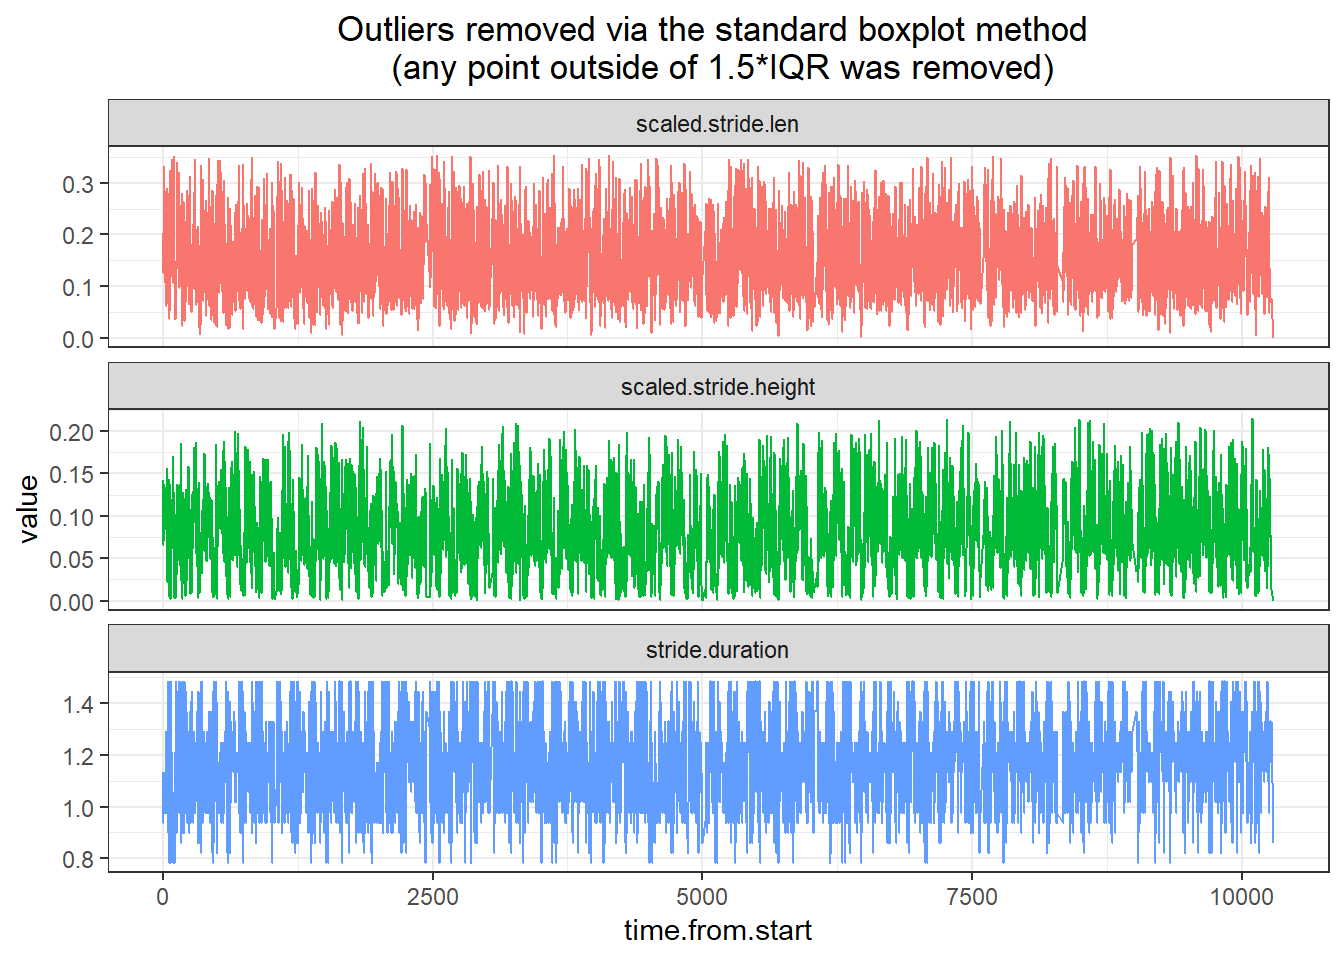 Outliers removed via the standard boxplot method
(any point outside of 1.5*IQR was removed)
scaled.stride.len
0.3
0.2
0.1
0.0
scaled.stride.height
0.20
0.15
0.10
0.05
0.00
value
stride.duration
1.4
1.2
1.0
0.8
0 2500 5000 7500 10000
time.from.start